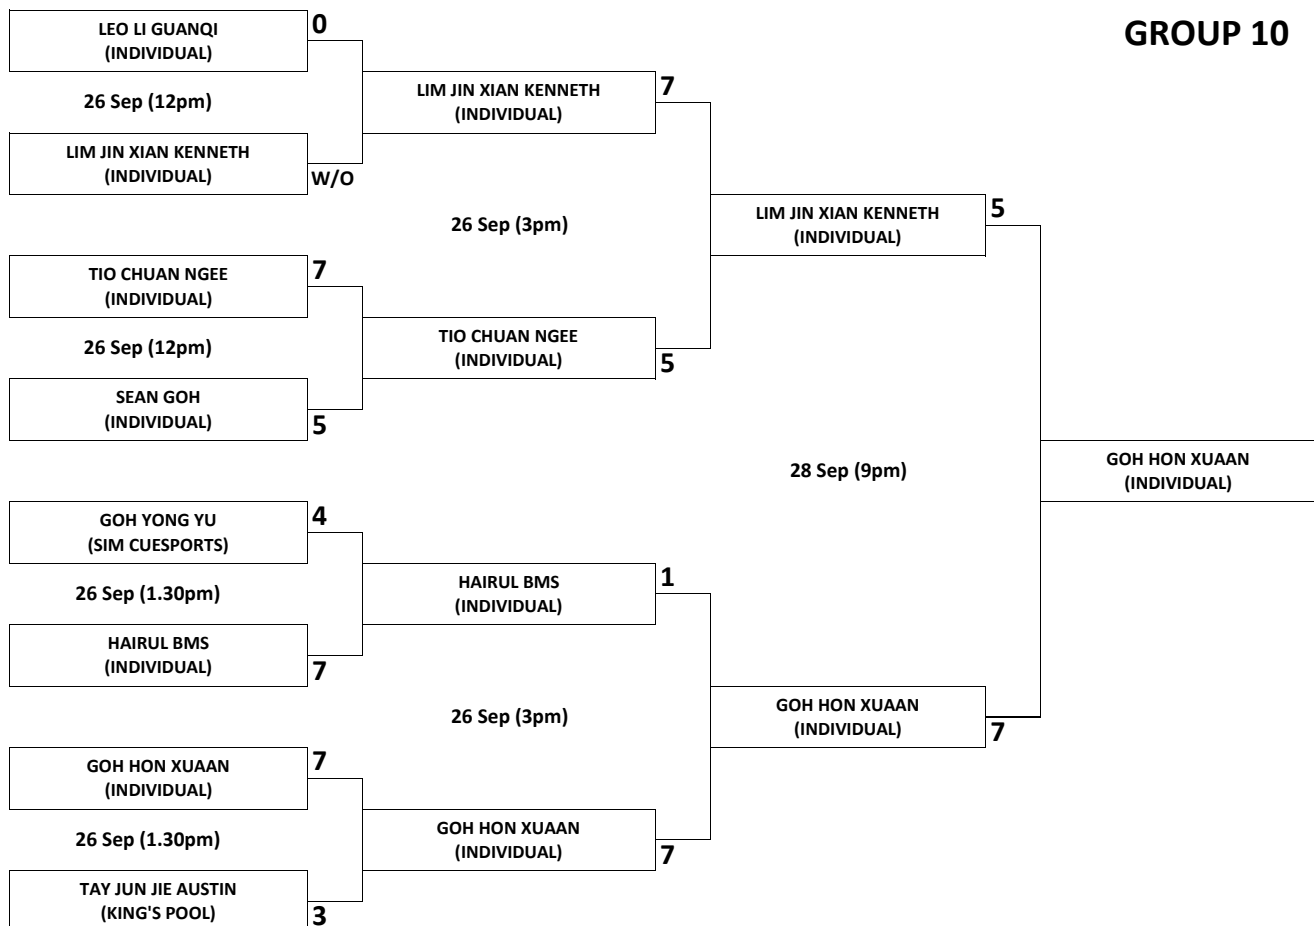 GROUP 10
LEO LI GUANQI
(INDIVIDUAL)
0
26 Sep (12pm)
LIM JIN XIAN KENNETH
(INDIVIDUAL)
W/O
LIM JIN XIAN KENNETH
(INDIVIDUAL)
7
26 Sep (3pm)
TIO CHUAN NGEE
(INDIVIDUAL)
7
26 Sep (12pm)
SEAN GOH
(INDIVIDUAL)
5
TIO CHUAN NGEE
(INDIVIDUAL)
5
LIM JIN XIAN KENNETH
(INDIVIDUAL)
5
28 Sep (9pm)
GOH HON XUAAN
(INDIVIDUAL)
GOH YONG YU
(SIM CUESPORTS)
4
26 Sep (1.30pm)
HAIRUL BMS
(INDIVIDUAL)
7
HAIRUL BMS
(INDIVIDUAL)
1
26 Sep (3pm)
GOH HON XUAAN
(INDIVIDUAL)
7
GOH HON XUAAN
(INDIVIDUAL)
7
26 Sep (1.30pm)
TAY JUN JIE AUSTIN
(KING'S POOL)
3
GOH HON XUAAN
(INDIVIDUAL)
7